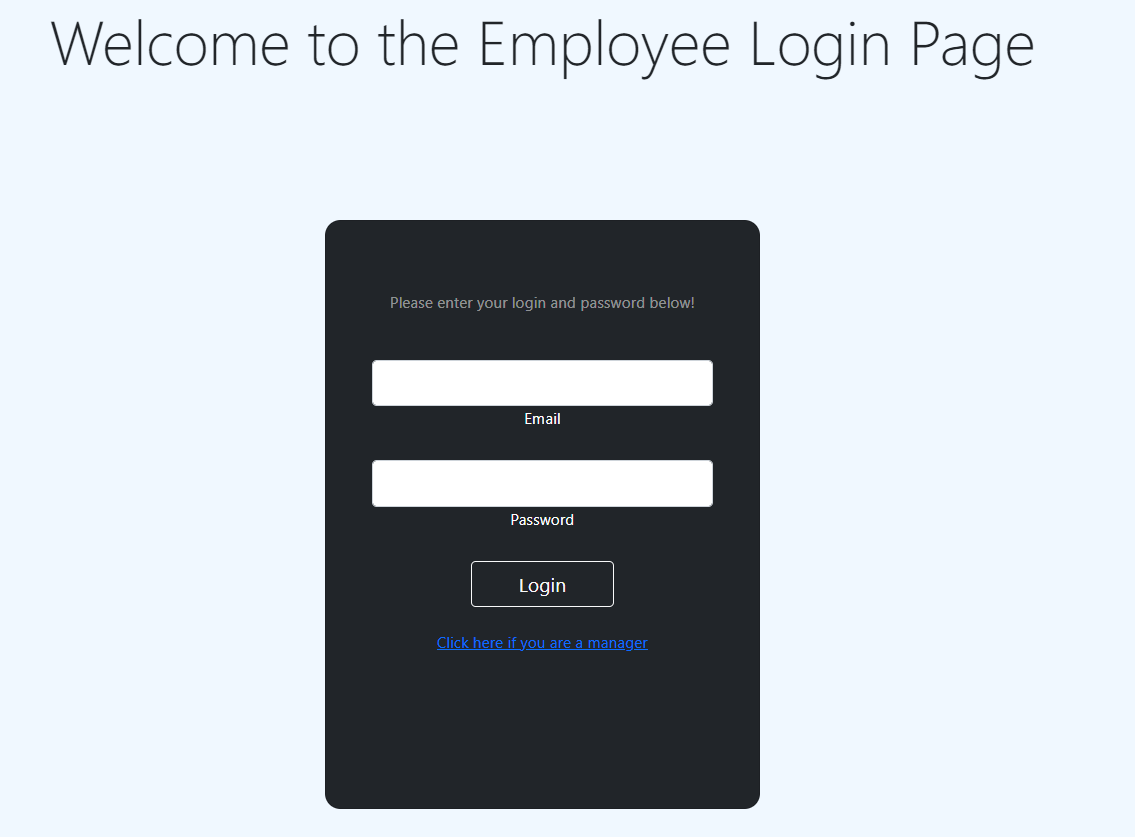 Welcome to the Employee Login Page
Please enter your login and password below!
Email
Password
Login
Click here if you are a manager